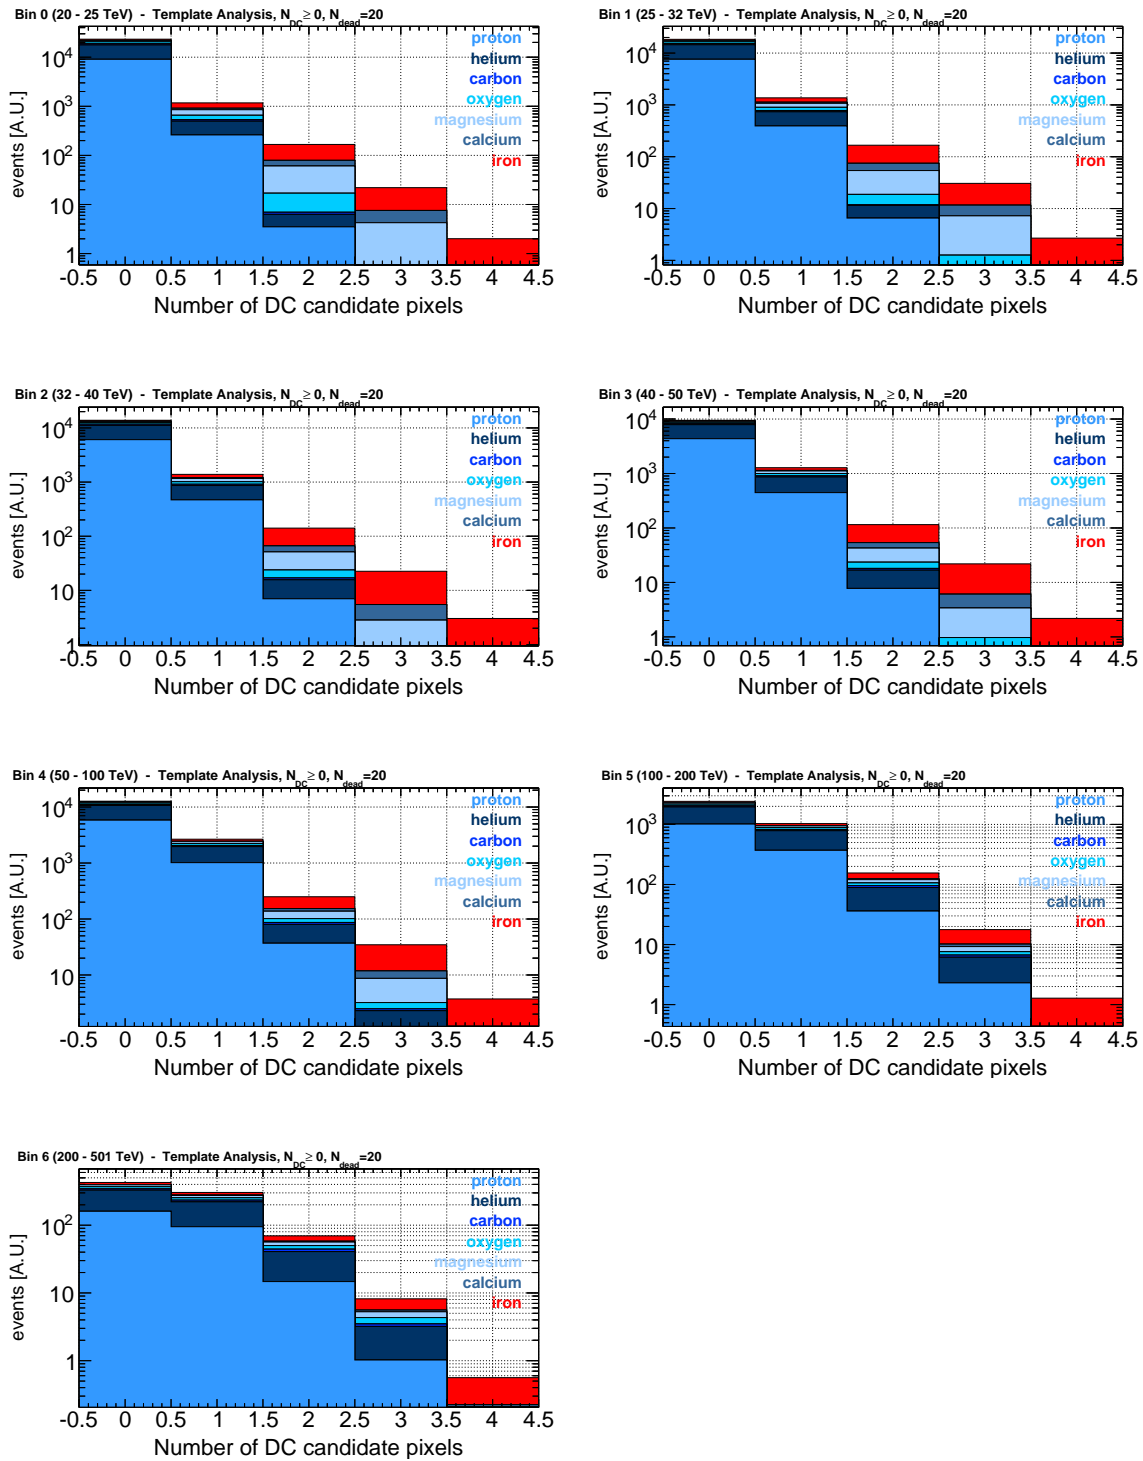 Bin 0 (20 - 25 TeV) - Template Analysis, N_DC ≥ 0, N_dead=20
events [A.U.]
10^4
10^3
10^2
10
1
proton
helium
carbon
oxygen
magnesium
calcium
iron
-0.5 0 0.5 1 1.5 2 2.5 3 3.5 4 4.5
Number of DC candidate pixels
Bin 1 (25 - 32 TeV) - Template Analysis, N_DC ≥ 0, N_dead=20
events [A.U.]
10^4
10^3
10^2
10
1
proton
helium
carbon
oxygen
magnesium
calcium
iron
-0.5 0 0.5 1 1.5 2 2.5 3 3.5 4 4.5
Number of DC candidate pixels
Bin 2 (32 - 40 TeV) - Template Analysis, N_DC ≥ 0, N_dead=20
events [A.U.]
10^4
10^3
10^2
10
1
proton
helium
carbon
oxygen
magnesium
calcium
iron
-0.5 0 0.5 1 1.5 2 2.5 3 3.5 4 4.5
Number of DC candidate pixels
Bin 3 (40 - 50 TeV) - Template Analysis, N_DC ≥ 0, N_dead=20
events [A.U.]
10^4
10^3
10^2
10
1
proton
helium
carbon
oxygen
magnesium
calcium
iron
-0.5 0 0.5 1 1.5 2 2.5 3 3.5 4 4.5
Number of DC candidate pixels
Bin 4 (50 - 100 TeV) - Template Analysis, N_DC ≥ 0, N_dead=20
events [A.U.]
10^4
10^3
10^2
10
proton
helium
carbon
oxygen
magnesium
calcium
iron
-0.5 0 0.5 1 1.5 2 2.5 3 3.5 4 4.5
Number of DC candidate pixels
Bin 5 (100 - 200 TeV) - Template Analysis, N_DC ≥ 0, N_dead=20
events [A.U.]
10^3
10^2
10
1
proton
helium
carbon
oxygen
magnesium
calcium
iron
-0.5 0 0.5 1 1.5 2 2.5 3 3.5 4 4.5
Number of DC candidate pixels
Bin 6 (200 - 501 TeV) - Template Analysis, N_DC ≥ 0, N_dead=20
events [A.U.]
10^2
10
1
proton
helium
carbon
oxygen
magnesium
calcium
iron
-0.5 0 0.5 1 1.5 2 2.5 3 3.5 4 4.5
Number of DC candidate pixels